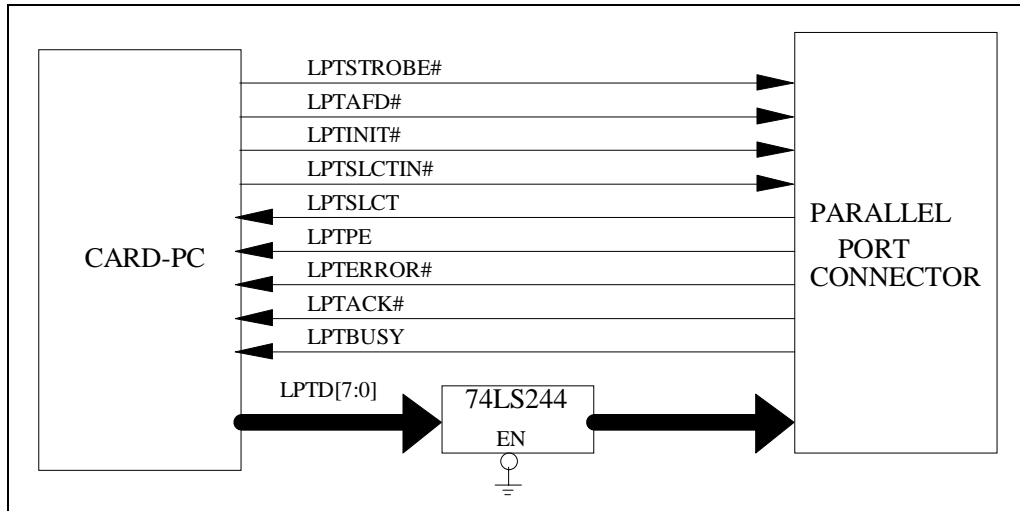 LPTSTROBE#
LPTAFD#
LPTINIT#
LPTSLCTIN#
LPTSLCT
LPTPE
LPTERROR#
LPTACK#
LPTBUSY
CARD-PC
PARALLEL
PORT
CONNECTOR
LPTD[7:0]
74LS244
EN